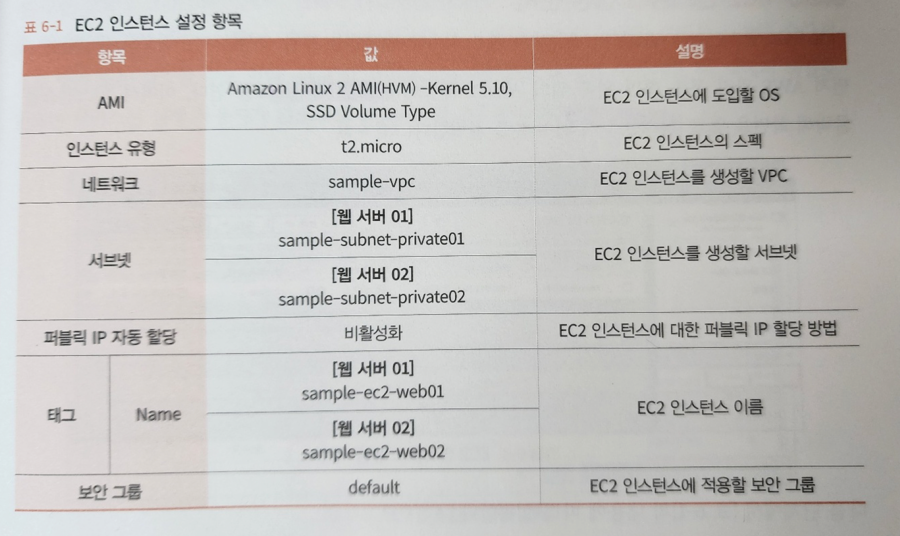 표 6-1 EC2 인스턴스 설정 항목
항목 값 설명
AMI Amazon Linux 2 AMI(HVM) -Kernel 5.10, SSD Volume Type EC2 인스턴스에 도입할 OS
인스턴스 유형 t2.micro EC2 인스턴스의 스펙
네트워크 sample-vpc EC2 인스턴스를 생성할 VPC
서브넷 [웹 서버 01]
sample-subnet-private01
[웹 서버 02]
sample-subnet-private02
EC2 인스턴스를 생성할 서브넷
퍼블릭 IP 자동 할당 비활성화 EC2 인스턴스에 대한 퍼블릭 IP 할당 방법
태그 Name [웹 서버 01]
sample-ec2-web01
[웹 서버 02]
sample-ec2-web02
EC2 인스턴스 이름
보안 그룹 default EC2 인스턴스에 적용할 보안 그룹